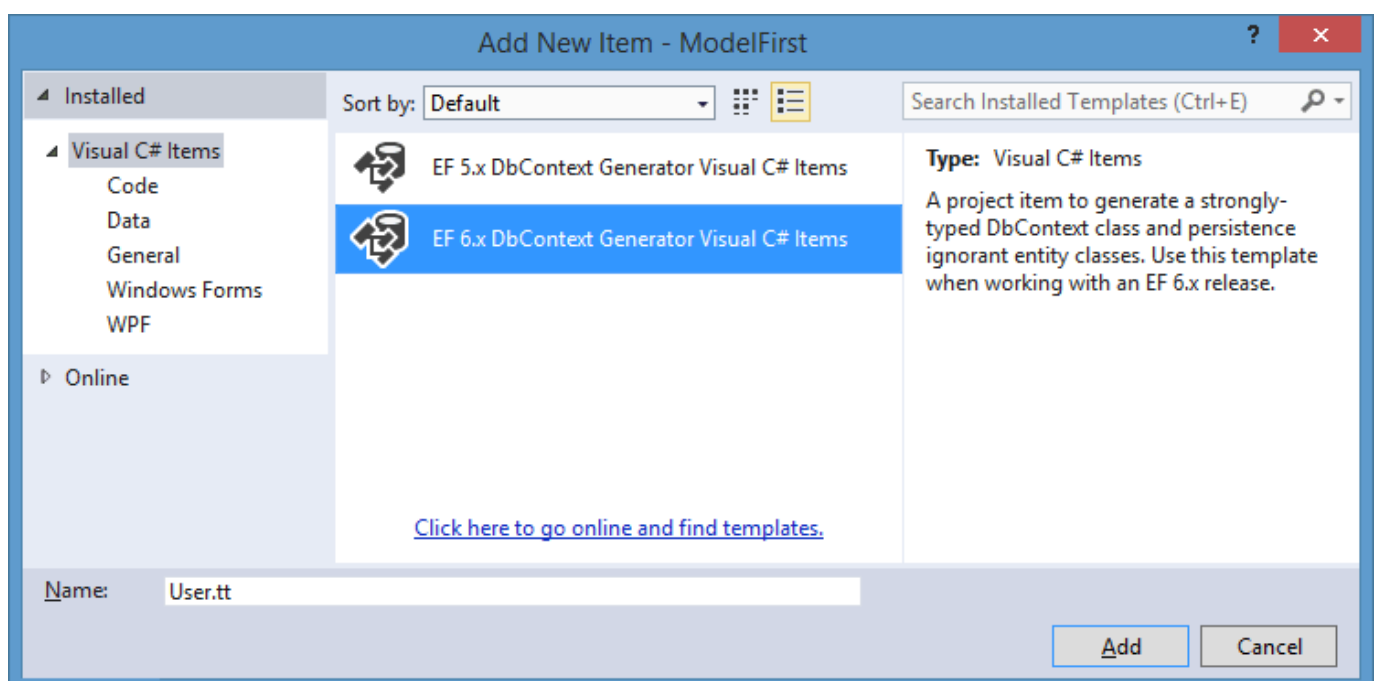 Add New Item - ModelFirst
?
Installed
Sort by: Default
Search Installed Templates (Ctrl+E)
Visual C# Items
Code
Data
General
Windows Forms
WPF
Online
EF 5.x DbContext Generator Visual C# Items
EF 6.x DbContext Generator Visual C# Items
Click here to go online and find templates.
Type: Visual C# Items
A project item to generate a strongly-
typed DbContext class and persistence
ignorant entity classes. Use this template
when working with an EF 6.x release.
Name: User.tt
Add Cancel